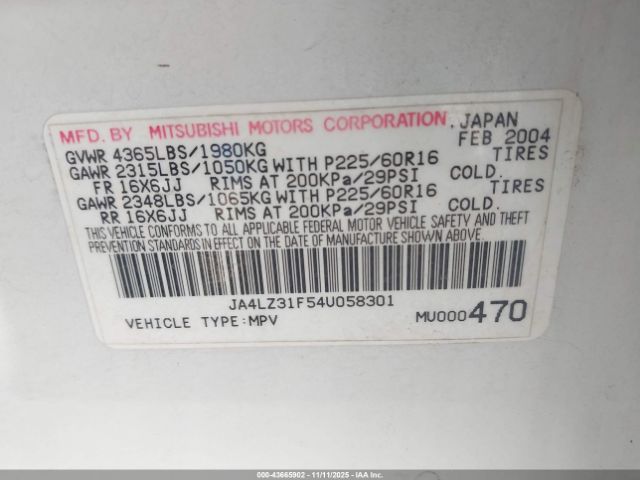 MFD. BY MITSUBISHI MOTORS CORPORATION, JAPAN
FEB 2004
GVWR 4365LBS/1980KG
GAWR 2315LBS/1050KG WITH P225/60R16 TIRES
FR 16X6JJ RIMS AT 200KPa/29PSI COLD.
GAWR 2348LBS/1065KG WITH P225/60R16 TIRES
RR 16X6JJ RIMS AT 200KPa/29PSI COLD
THIS VEHICLE CONFORMS TO ALL APPLICABLE FEDERAL MOTOR VEHICLE SAFETY AND THEFT
STANDARDS IN EFFECT ON THE DATE OF MANUFACTURE SHOWN ABOVE.
JA4LZ31F54U058301
VEHICLE TYPE:MPV MU000470
000-43665902 - 11/11/2025 - iaai.com